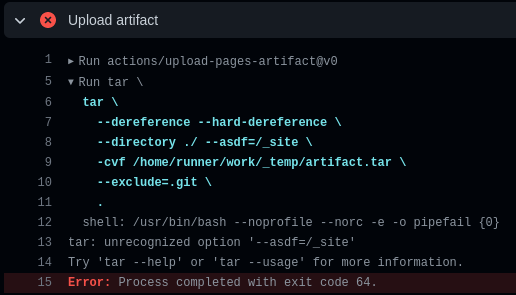 Upload artifact
1 ▸ Run actions/upload-pages-artifact@v0
5 ▾ Run tar \
6 tar \
7 --dereference --hard-dereference \
8 --directory ./ --asdf=/_site \
9 -cvf /home/runner/work/_temp/artifact.tar \
10 --exclude=.git \
11 .
12 shell: /usr/bin/bash --noprofile --norc -e -o pipefail {0}
13 tar: unrecognized option '--asdf=/_site'
14 Try 'tar --help' or 'tar --usage' for more information.
15 Error: Process completed with exit code 64.